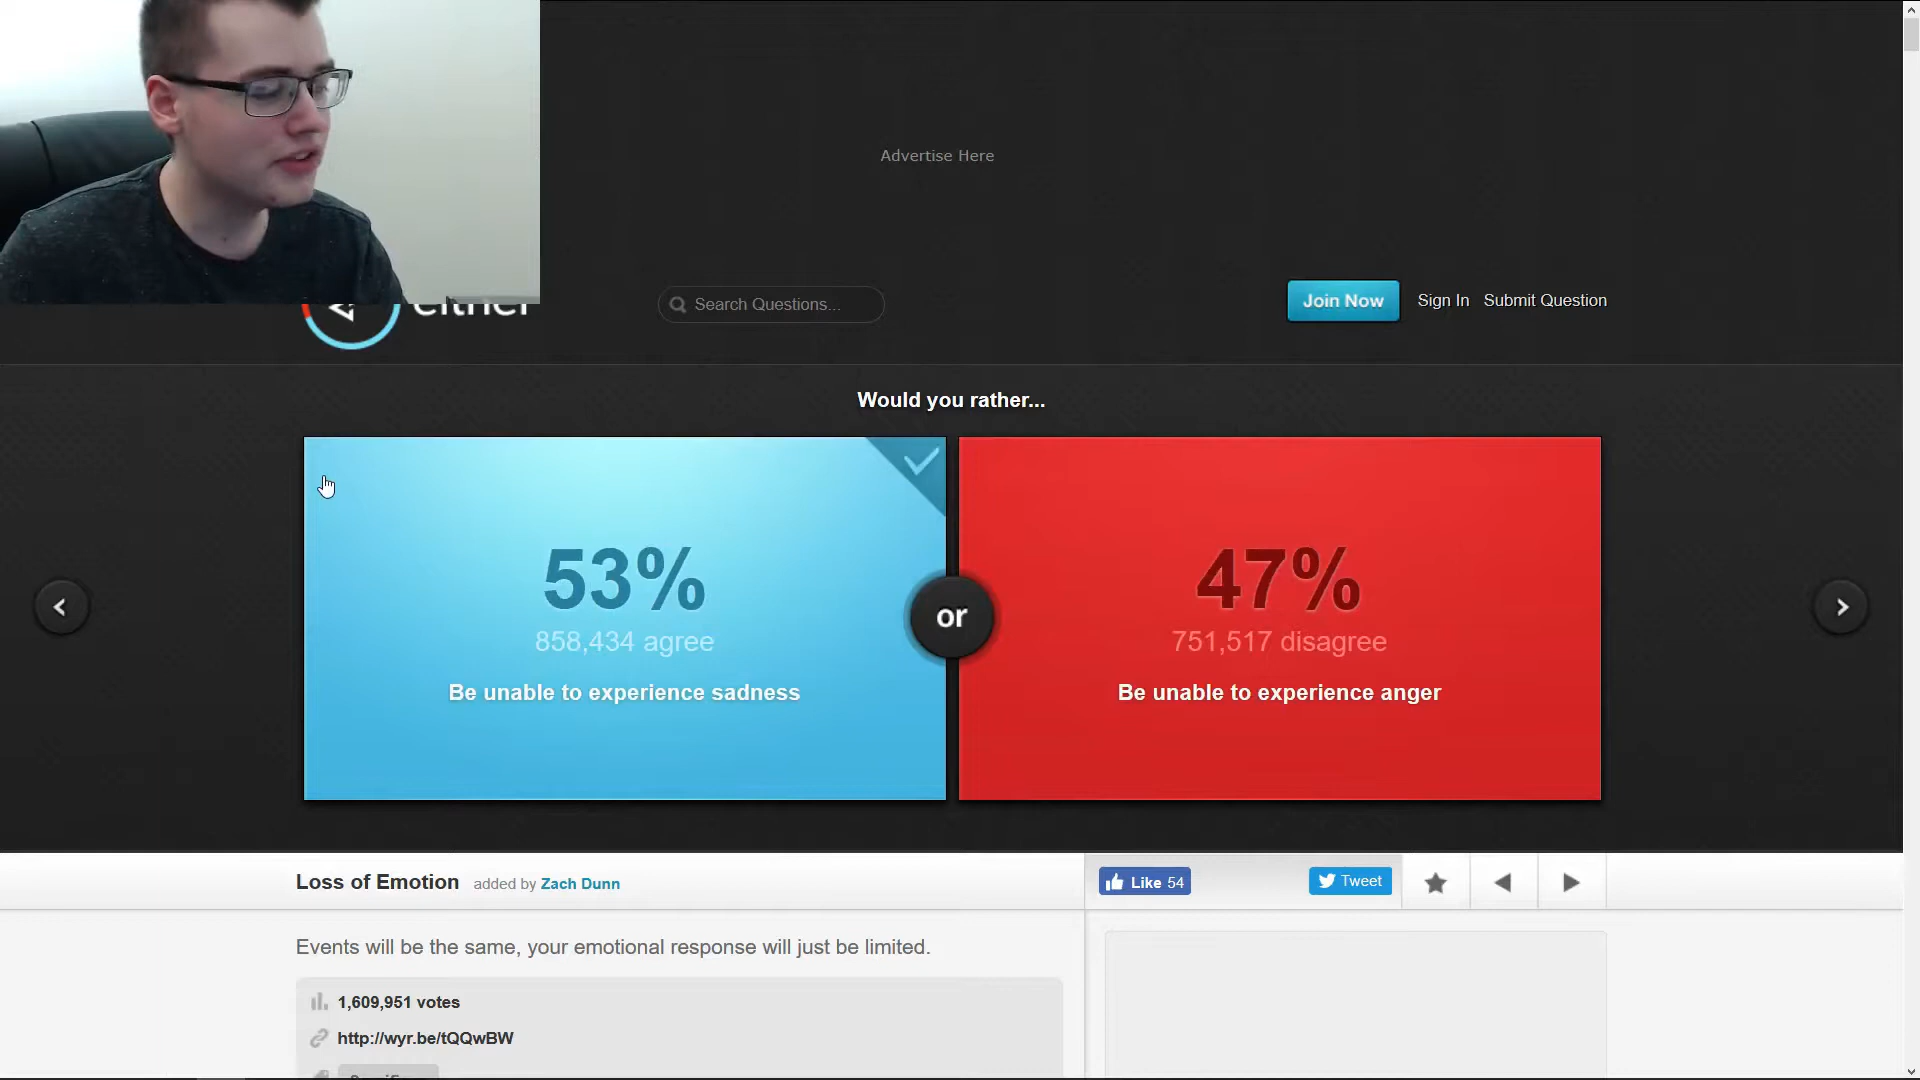 Advertise Here
either
Search Questions...
Join Now
Sign In
Submit Question
Would you rather...
53%
858,434 agree
Be unable to experience sadness
or
47%
751,517 disagree
Be unable to experience anger
Loss of Emotion added by Zach Dunn
Like 54
Tweet
Events will be the same, your emotional response will just be limited.
1,609,951 votes
http://wyr.be/tQQwBW